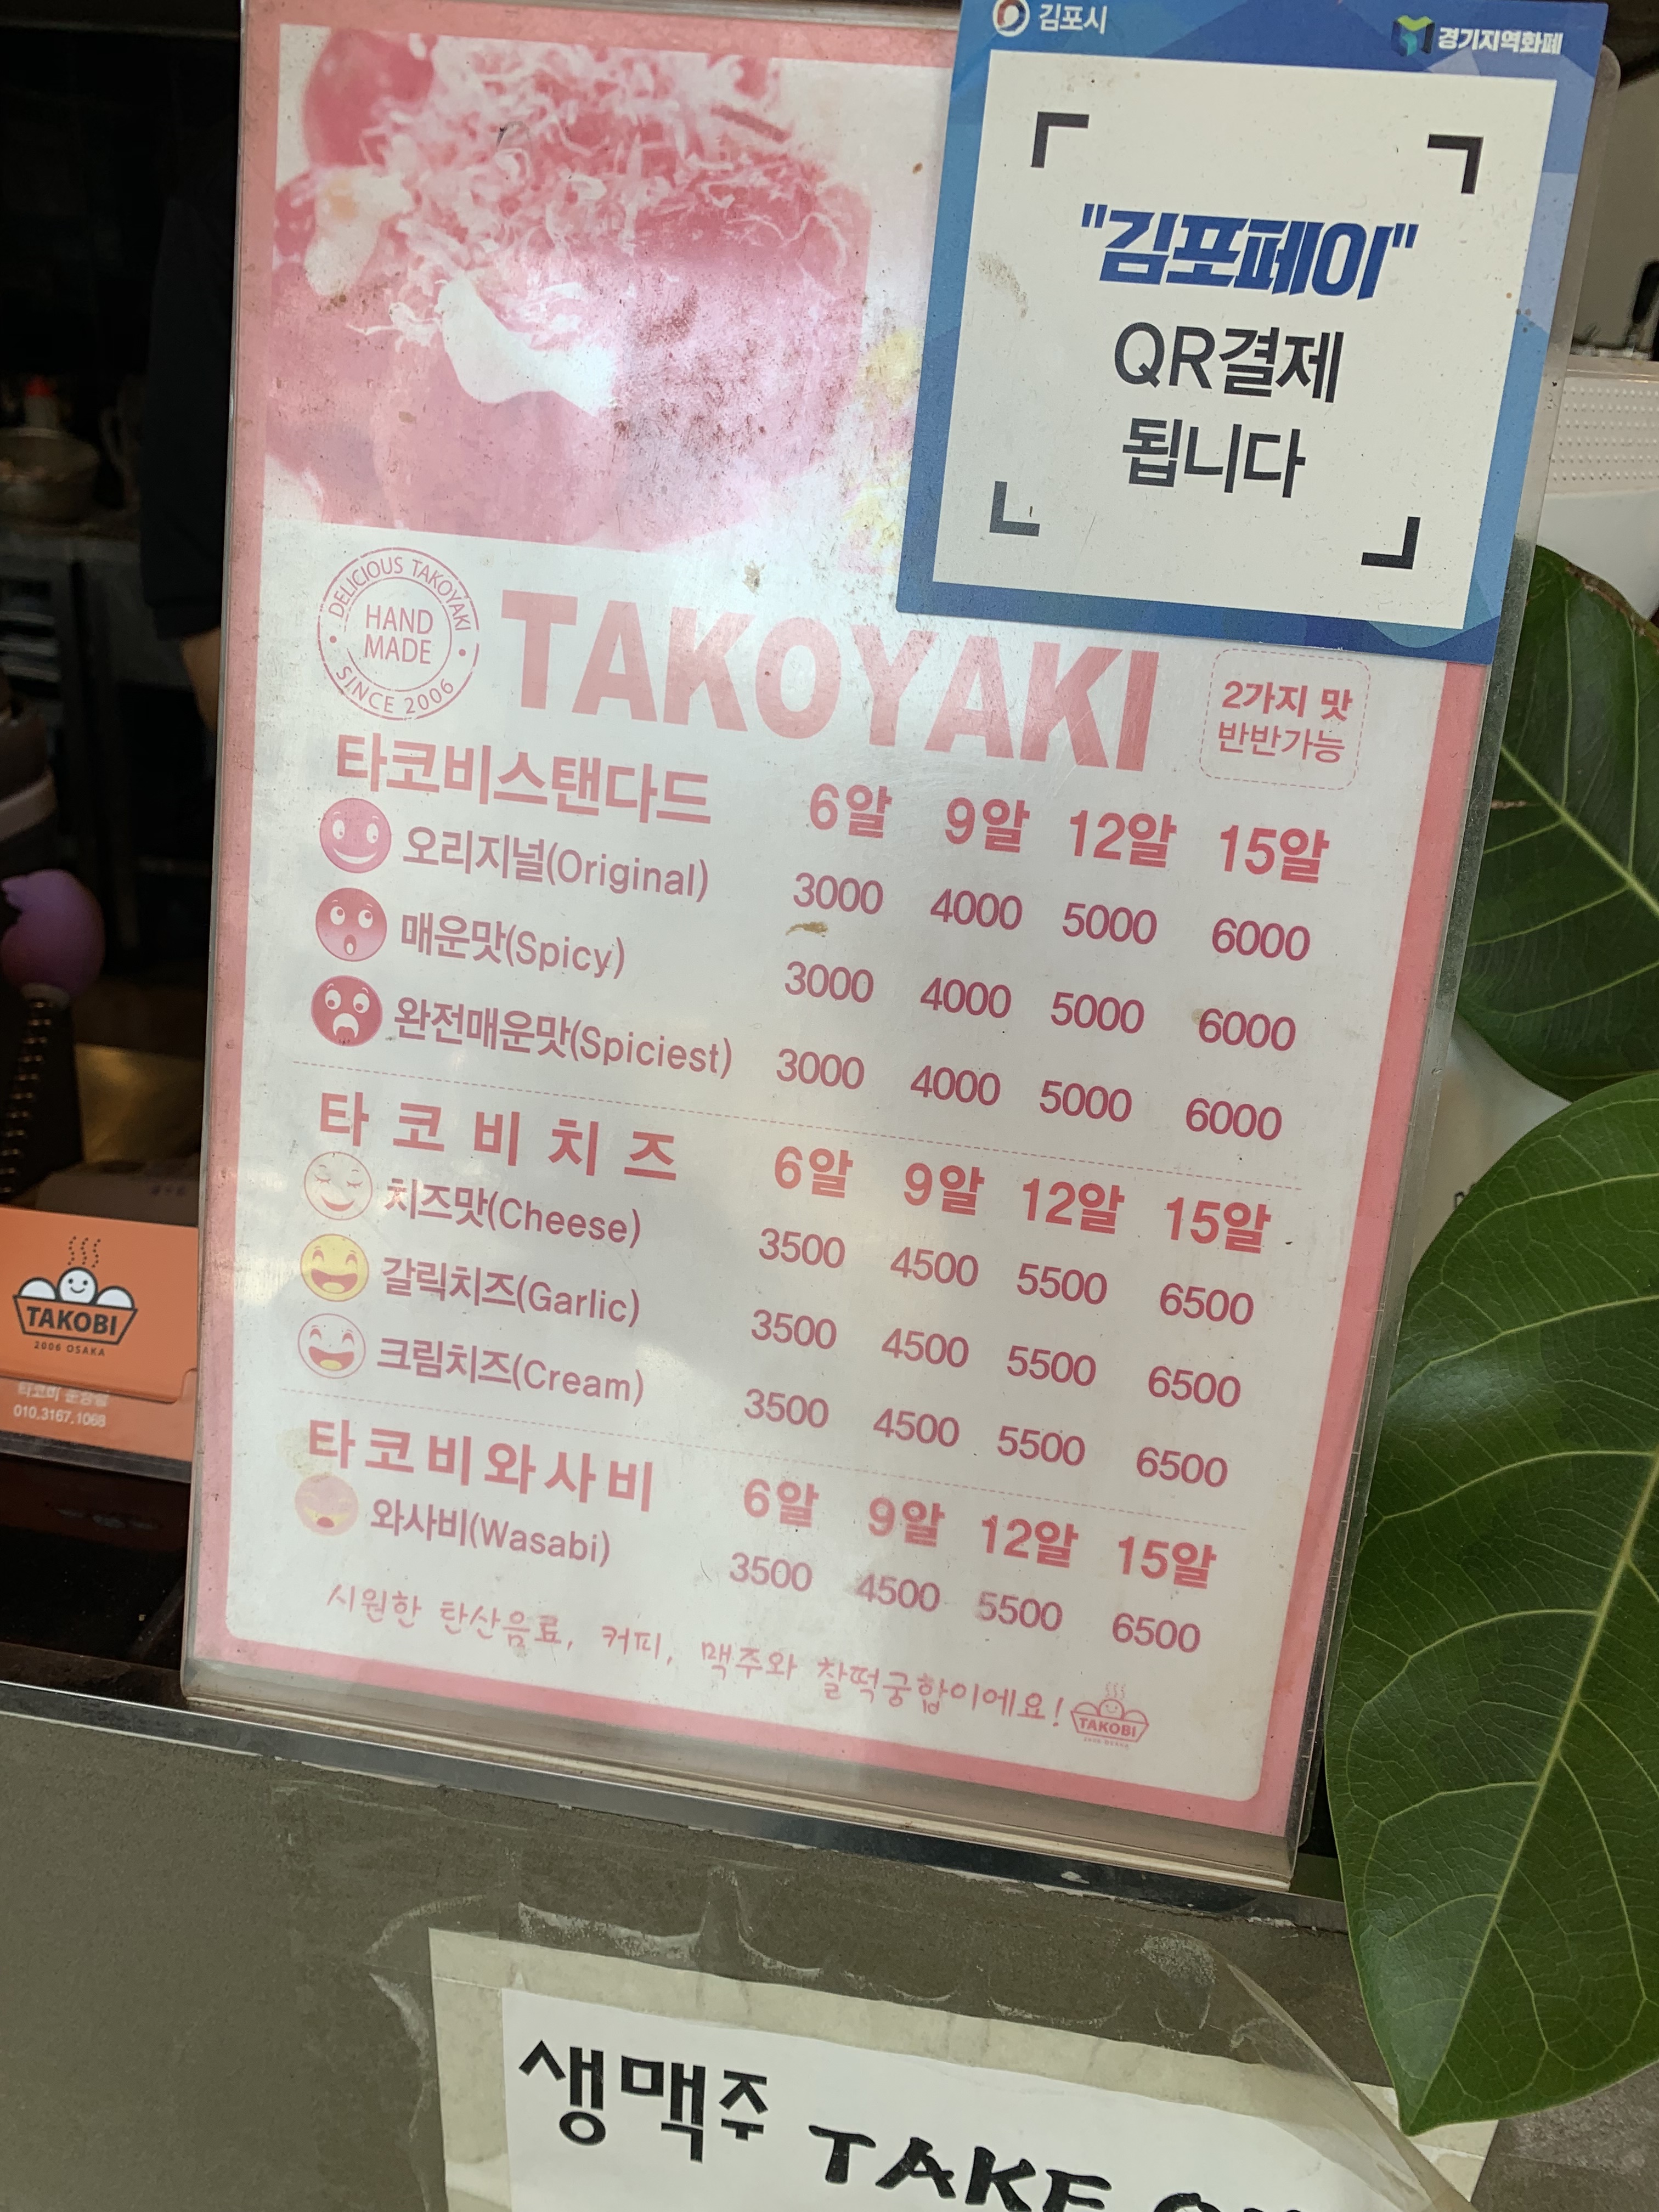 김포시
경기지역화폐
"김포페이"
QR결제
됩니다
DELICIOUS TAKOYAKI
HAND
MADE
SINCE 2006
TAKOYAKI
2가지 맛
반반가능
타코비스탠다드 6알 9알 12알 15알
오리지널(Original) 3000 4000 5000 6000
매운맛(Spicy) 3000 4000 5000 6000
완전매운맛(Spiciest) 3000 4000 5000 6000
타코비치즈 6알 9알 12알 15알
치즈맛(Cheese) 3500 4500 5500 6500
갈릭치즈(Garlic) 3500 4500 5500 6500
크림치즈(Cream) 3500 4500 5500 6500
타코비와사비 6알 9알 12알 15알
와사비(Wasabi) 3500 4500 5500 6500
시원한 탄산음료, 커피, 맥주와 찰떡궁합이에요!
TAKOBI
TAKOBI
2006 OSAKA
타코비
010.3167.1068
생맥주 TAKE